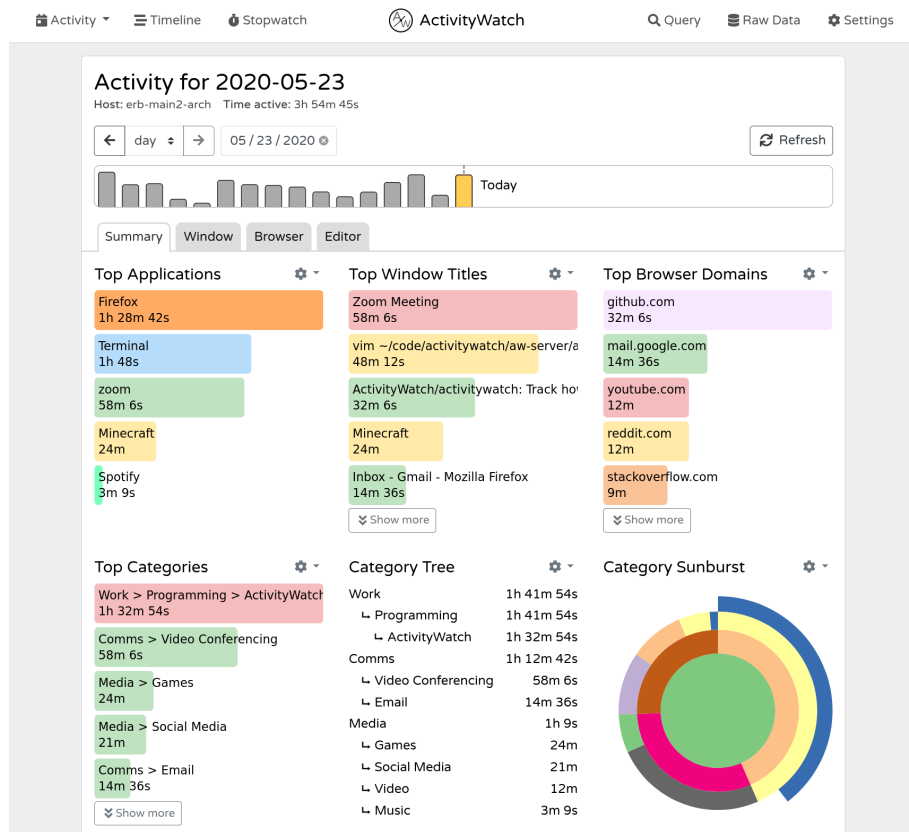 Activity Timeline Stopwatch ActivityWatch Query Raw Data Settings
Activity for 2020-05-23
Host: erb-main2-arch Time active: 3h 54m 45s
day 05 / 23 / 2020 Refresh
Today
Summary Window Browser Editor
Top Applications
Firefox
1h 28m 42s
Terminal
1h 48s
zoom
58m 6s
Minecraft
24m
Spotify
3m 9s
Top Window Titles
Zoom Meeting
58m 6s
vim ~/code/activitywatch/aw-server/a
48m 12s
ActivityWatch/activitywatch: Track how
32m 6s
Minecraft
24m
Inbox - Gmail - Mozilla Firefox
14m 36s
Show more
Top Browser Domains
github.com
32m 6s
mail.google.com
14m 36s
youtube.com
12m
reddit.com
12m
stackoverflow.com
9m
Show more
Top Categories
Work > Programming > ActivityWatch
1h 32m 54s
Comms > Video Conferencing
58m 6s
Media > Games
24m
Media > Social Media
21m
Comms > Email
14m 36s
Show more
Category Tree
Work 1h 41m 54s
Programming 1h 41m 54s
ActivityWatch 1h 32m 54s
Comms 1h 12m 42s
Video Conferencing 58m 6s
Email 14m 36s
Media 1h 9s
Games 24m
Social Media 21m
Video 12m
Music 3m 9s
Category Sunburst